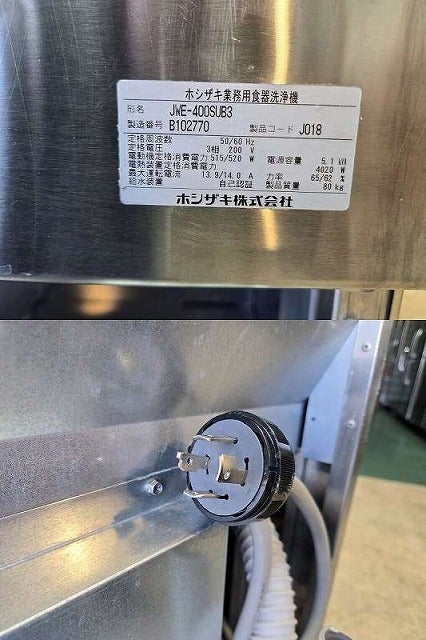 ホシザキ業務用食器洗浄機
形名 JWE-400SUB3
製造番号 B102770 製品コード J018
定格周波数 50/60 Hz
定格電圧 3相 200 V
電動機定格消費電力 515/520 W 電源容量 5.1 kW
電熱装置定格消費電力 4020 W
最大運転電流 13.9/14.0 A 力率 65/62 %
給水装置 自己認証 製品質量 80 kg
ホシザキ株式会社